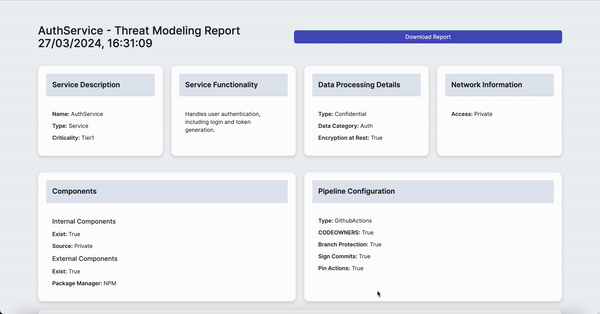 AuthService - Threat Modeling Report
27/03/2024, 16:31:09
Download Report
Service Description
Name: AuthService
Type: Service
Criticality: Tier1
Service Functionality
Handles user authentication,
including login and token
generation.
Data Processing Details
Type: Confidential
Data Category: Auth
Encryption at Rest: True
Network Information
Access: Private
Components
Internal Components
Exist: True
Source: Private
External Components
Exist: True
Package Manager: NPM
Pipeline Configuration
Type: GithubActions
CODEOWNERS: True
Branch Protection: True
Sign Commits: True
Pin Actions: True